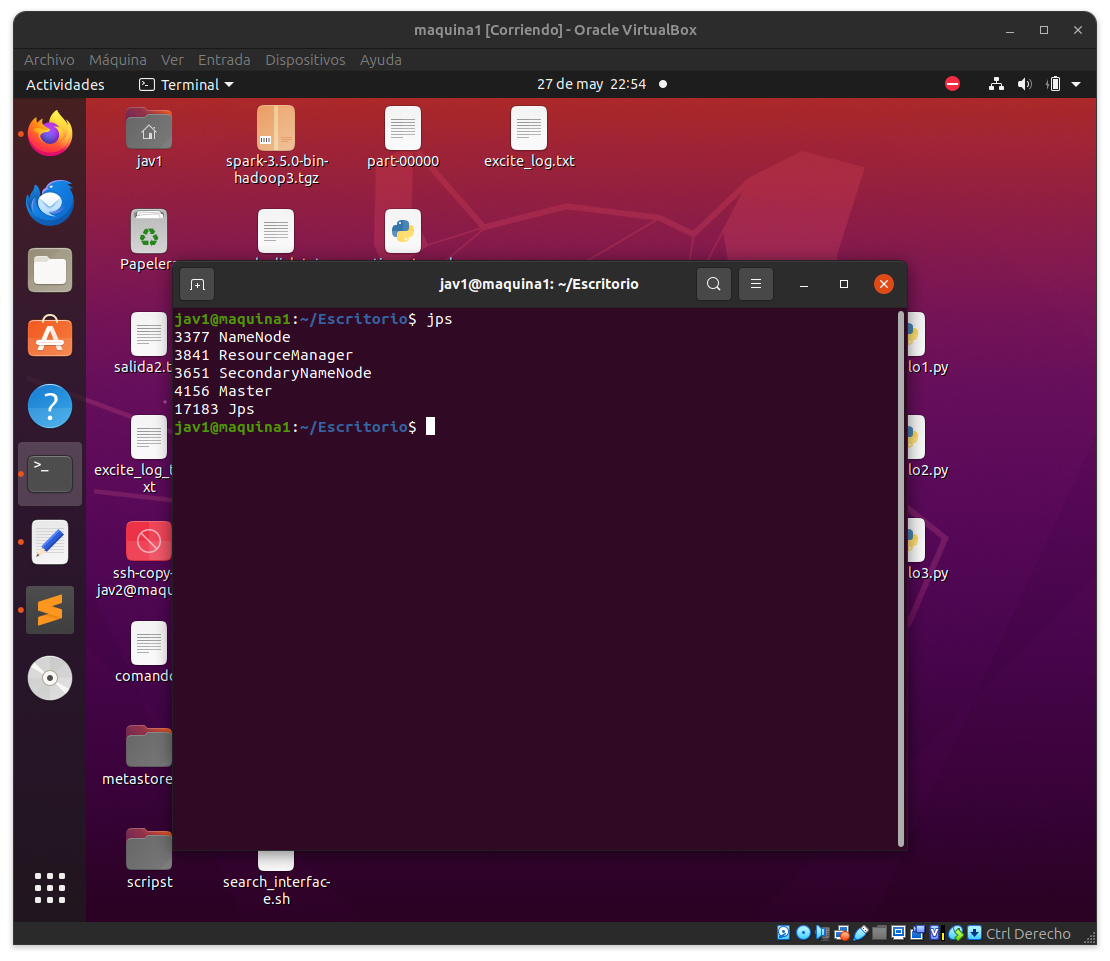 maquina1 [Corriendo] - Oracle VirtualBox
Archivo Máquina Ver Entrada Dispositivos Ayuda
Actividades Terminal 27 de may 22:54
jav1
spark-3.5.0-bin-
hadoop3.tgz
part-00000
excite_log.txt
Papeler
jav1@maquina1: ~/Escritorio
jav1@maquina1:~/Escritorio$ jps
3377 NameNode
3841 ResourceManager
3651 SecondaryNameNode
4156 Master
17183 Jps
jav1@maquina1:~/Escritorio$
salida2.t
lo1.py
excite_log_t
xt
lo2.py
ssh-copy-
jav2@maqu
lo3.py
comando
metastore
scripst
search_interfac-
e.sh
Ctrl Derecho